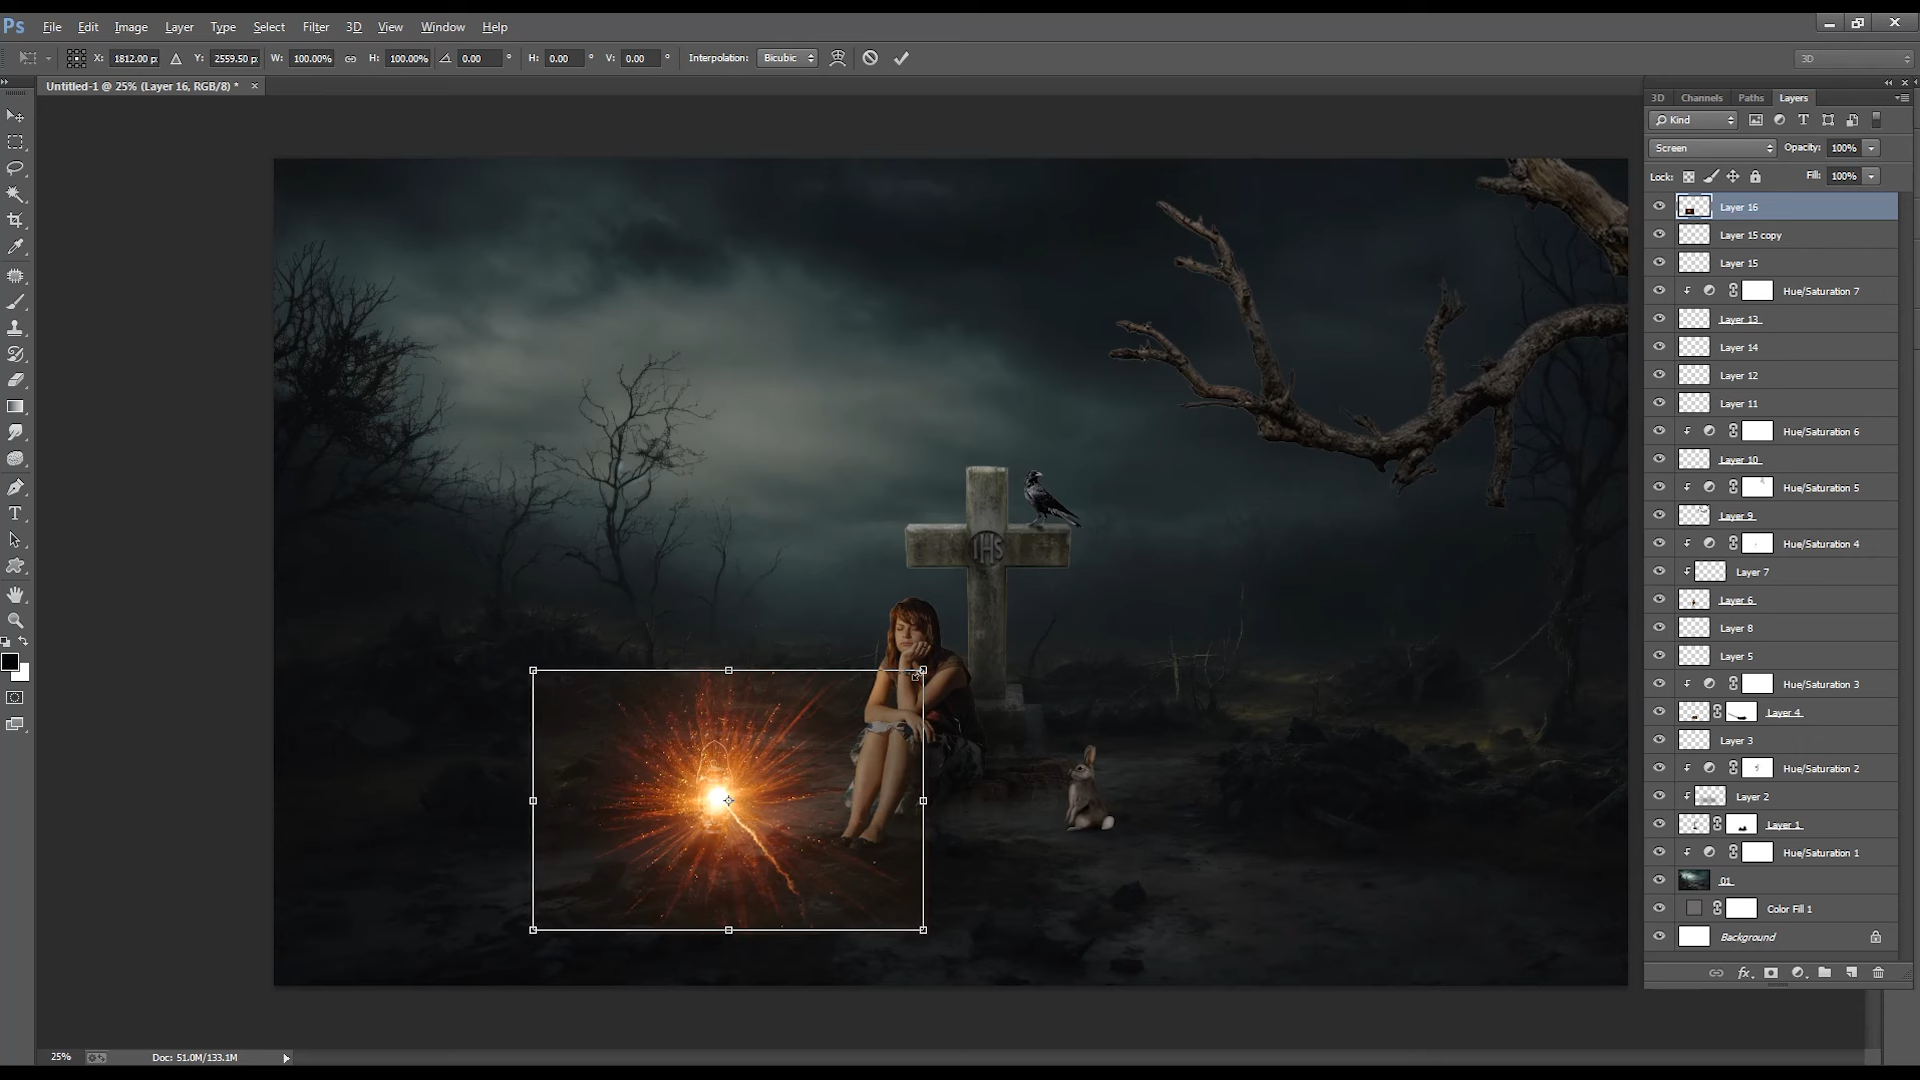 Ps File Edit Image Layer Type Select Filter 3D View Window Help
X: 1812.00 p Y: 2559.50 p W: 100.00% H: 100.00% 0.00 ° H: 0.00 ° V: 0.00 ° Interpolation: Bicubic 3D
Untitled-1 @ 25% (Layer 16, RGB/8) * ×
3D Channels Paths Layers
Kind
Screen Opacity: 100%
Lock: Fill: 100%
Layer 16
Layer 15 copy
Layer 15
Hue/Saturation 7
Layer 13
Layer 14
Layer 12
Layer 11
Hue/Saturation 6
Layer 10
Hue/Saturation 5
Layer 9
Hue/Saturation 4
Layer 7
Layer 6
Layer 8
Layer 5
Hue/Saturation 3
Layer 4
Layer 3
Hue/Saturation 2
Layer 2
Layer 1
Hue/Saturation 1
01
Color Fill 1
Background
IHS
25% Doc: 51.0M/133.1M